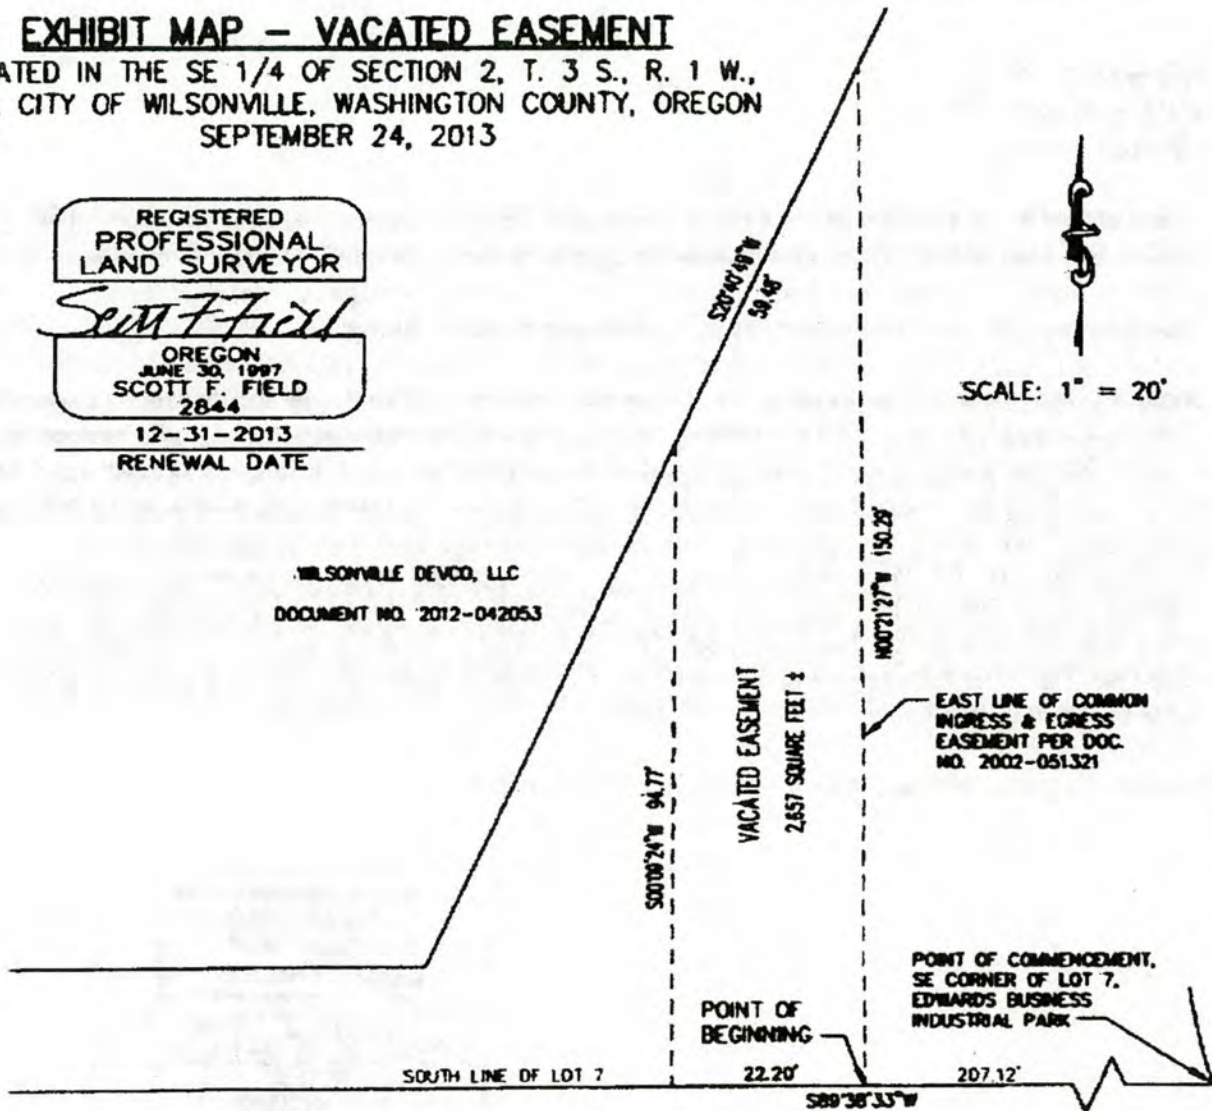 EXHIBIT MAP – VACATED EASEMENT
ATED IN THE SE 1/4 OF SECTION 2, T. 3 S., R. 1 W.,
CITY OF WILSONVILLE, WASHINGTON COUNTY, OREGON
SEPTEMBER 24, 2013
REGISTERED
PROFESSIONAL
LAND SURVEYOR
Scott F. Field
OREGON
JUNE 30, 1997
SCOTT F. FIELD
2844
12-31-2013
RENEWAL DATE
S20°40'49"W
59.48'
SCALE: 1" = 20'
WILSONVILLE DEVCO, LLC
DOCUMENT NO. 2012-042053
S00°09'24"W 94.77'
VACATED EASEMENT
2,657 SQUARE FEET ±
N00°21'27"W 150.29'
EAST LINE OF COMMON
INGRESS & EGRESS
EASEMENT PER DOC.
NO. 2002-051321
POINT OF COMMENCEMENT,
SE CORNER OF LOT 7,
EDWARDS BUSINESS
INDUSTRIAL PARK
POINT OF
BEGINNING
SOUTH LINE OF LOT 7
22.20'
207.12'
S89°38'33"W